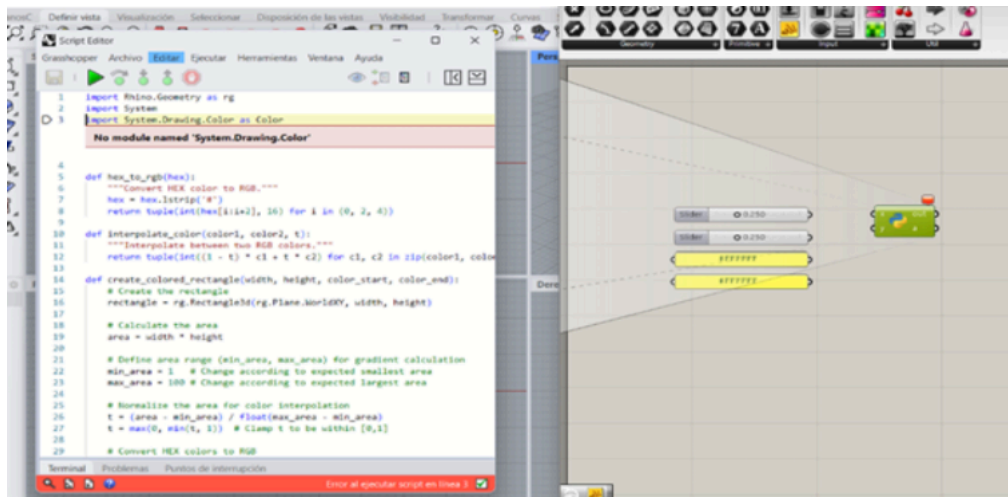 Definir vista Visualización Seleccionar Disposición de las vistas Visibilidad Transformar Curvas
Script Editor
Grasshopper Archivo Editar Ejecutar Herramientas Ventana Ayuda
1 import Rhino.Geometry as rg
2 import System
3 import System.Drawing.Color as Color
No module named 'System.Drawing.Color'
4
5 def hex_to_rgb(hex):
6 """Convert HEX color to RGB."""
7 hex = hex.lstrip('#')
8 return tuple(int(hex[i:i+2], 16) for i in (0, 2, 4))
9
10 def interpolate_color(color1, color2, t):
11 """Interpolate between two RGB colors."""
12 return tuple(int((1 - t) * c1 + t * c2) for c1, c2 in zip(color1, colo
13
14 def create_colored_rectangle(width, height, color_start, color_end):
15 # Create the rectangle
16 rectangle = rg.Rectangle3d(rg.Plane.WorldXY, width, height)
17
18 # Calculate the area
19 area = width * height
20
21 # Define area range (min_area, max_area) for gradient calculation
22 min_area = 1 # Change according to expected smallest area
23 max_area = 100 # Change according to expected largest area
24
25 # Normalize the area for color interpolation
26 t = (area - min_area) / float(max_area - min_area)
27 t = max(0, min(t, 1)) # Clamp t to be within [0,1]
28
29 # Convert HEX colors to RGB
Terminal Problemas Puntos de interrupción
Error al ejecutar script en línea 3
Pers
Dere
Geometry Primitive Input Util
Slider 0.250
Slider 0.250
#FFFFFF
#FFFFFF
x out
y a